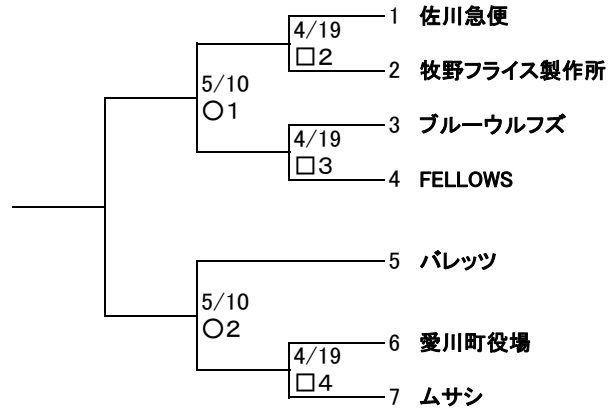 1 佐川急便
4/19
□2
2 牧野フライス製作所
5/10
○1
3 ブルーウルフズ
4/19
□3
4 FELLOWS
5 バレッツ
5/10
○2
6 愛川町役場
4/19
□4
7 ムサシ